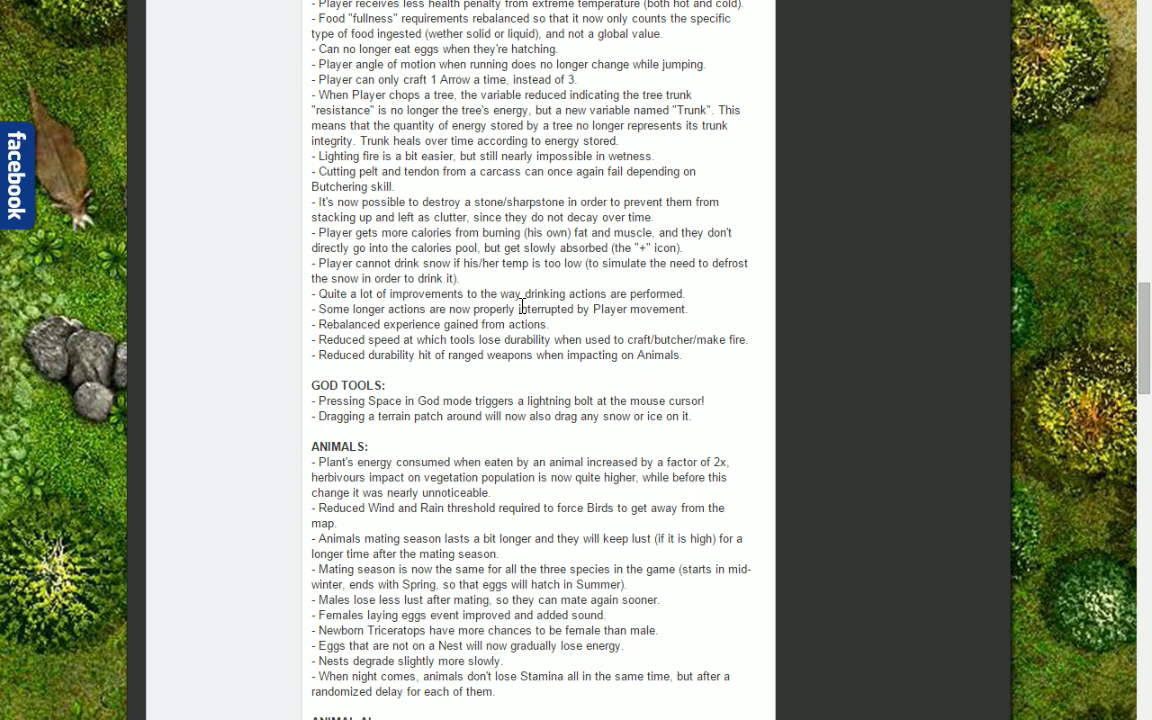 - Player receives less health penalty from extreme temperature (both hot and cold).
- Food "fullness" requirements rebalanced so that it now only counts the specific
type of food ingested (wether solid or liquid), and not a global value.
- Can no longer eat eggs when they're hatching.
- Player angle of motion when running does no longer change while jumping.
- Player can only craft 1 Arrow a time, instead of 3.
- When Player chops a tree, the variable reduced indicating the tree trunk
"resistance" is no longer the tree's energy, but a new variable named "Trunk". This
means that the quantity of energy stored by a tree no longer represents its trunk
integrity. Trunk heals over time according to energy stored.
- Lighting fire is a bit easier, but still nearly impossible in wetness.
- Cutting pelt and tendon from a carcass can once again fail depending on
Butchering skill.
- It's now possible to destroy a stone/sharpstone in order to prevent them from
stacking up and left as clutter, since they do not decay over time.
- Player gets more calories from burning (his own) fat and muscle, and they don't
directly go into the calories pool, but get slowly absorbed (the "+" icon).
- Player cannot drink snow if his/her temp is too low (to simulate the need to defrost
the snow in order to drink it).
- Quite a lot of improvements to the way drinking actions are performed.
- Some longer actions are now properly interrupted by Player movement.
- Rebalanced experience gained from actions.
- Reduced speed at which tools lose durability when used to craft/butcher/make fire.
- Reduced durability hit of ranged weapons when impacting on Animals.
GOD TOOLS:
- Pressing Space in God mode triggers a lightning bolt at the mouse cursor!
- Dragging a terrain patch around will now also drag any snow or ice on it.
ANIMALS:
- Plant's energy consumed when eaten by an animal increased by a factor of 2x,
herbivours impact on vegetation population is now quite higher, while before this
change it was nearly unnoticeable.
- Reduced Wind and Rain threshold required to force Birds to get away from the
map.
- Animals mating season lasts a bit longer and they will keep lust (if it is high) for a
longer time after the mating season.
- Mating season is now the same for all the three species in the game (starts in mid-
winter, ends with Spring, so that eggs will hatch in Summer).
- Males lose less lust after mating, so they can mate again sooner.
- Females laying eggs event improved and added sound.
- Newborn Triceratops have more chances to be female than male.
- Eggs that are not on a Nest will now gradually lose energy.
- Nests degrade slightly more slowly.
- When night comes, animals don't lose Stamina all in the same time, but after a
randomized delay for each of them.
ANIMAL AI:
facebook